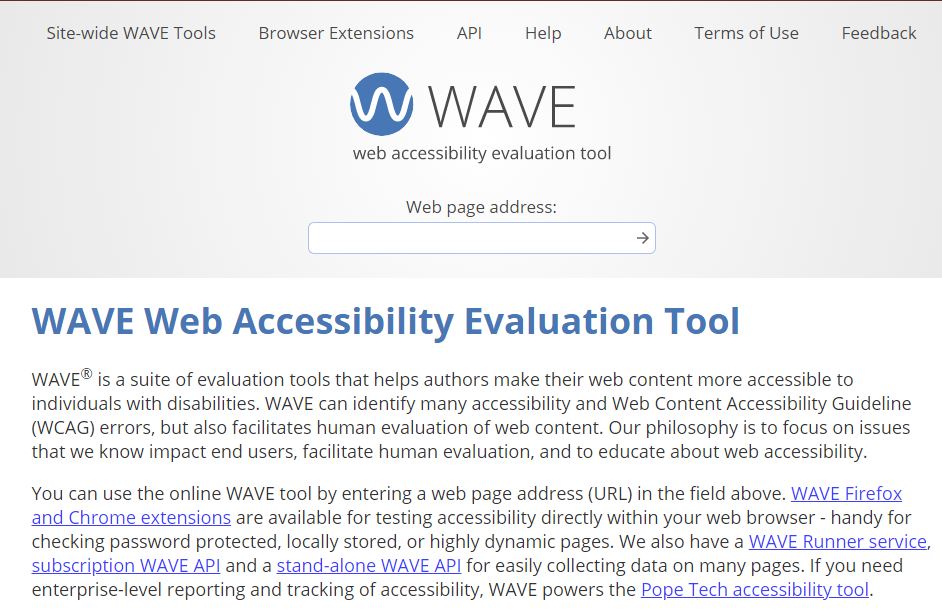 Site-wide WAVE Tools Browser Extensions API Help About Terms of Use Feedback
WAVE
web accessibility evaluation tool
Web page address:
WAVE Web Accessibility Evaluation Tool
WAVE® is a suite of evaluation tools that helps authors make their web content more accessible to
individuals with disabilities. WAVE can identify many accessibility and Web Content Accessibility Guideline
(WCAG) errors, but also facilitates human evaluation of web content. Our philosophy is to focus on issues
that we know impact end users, facilitate human evaluation, and to educate about web accessibility.
You can use the online WAVE tool by entering a web page address (URL) in the field above. WAVE Firefox
and Chrome extensions are available for testing accessibility directly within your web browser - handy for
checking password protected, locally stored, or highly dynamic pages. We also have a WAVE Runner service,
subscription WAVE API and a stand-alone WAVE API for easily collecting data on many pages. If you need
enterprise-level reporting and tracking of accessibility, WAVE powers the Pope Tech accessibility tool.